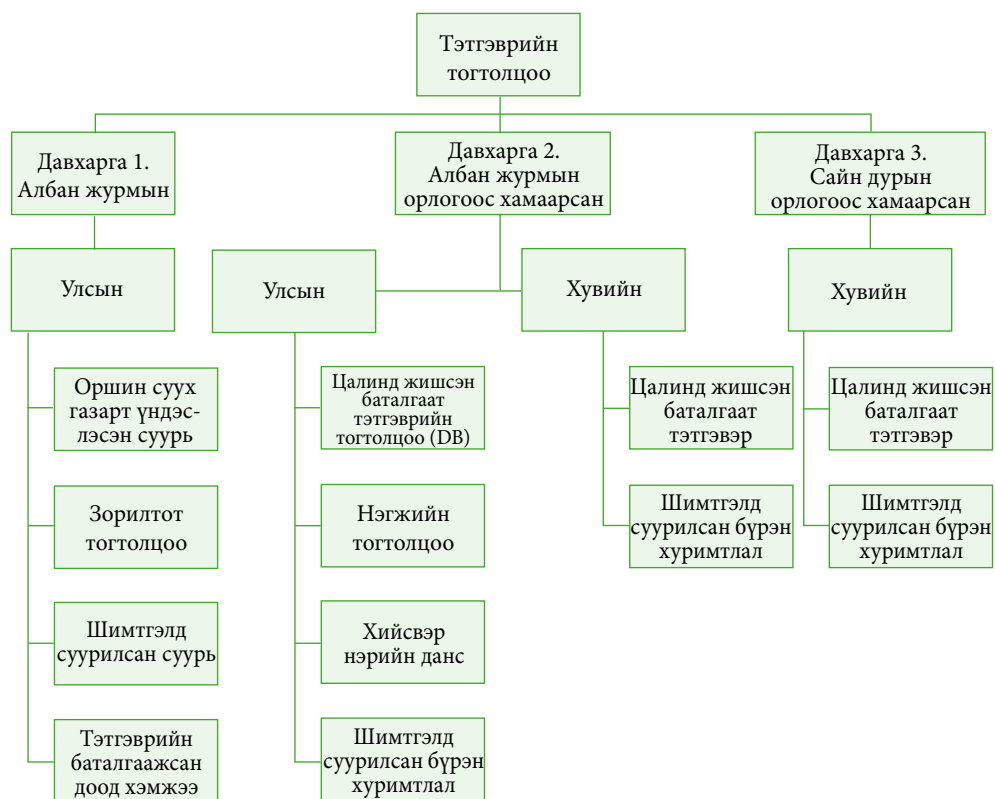 Тэтгэврийн
тогтолцоо
Давхарга 1.
Албан журмын
Давхарга 2.
Албан журмын
орлогоос хамаарсан
Давхарга 3.
Сайн дурын
орлогоос хамаарсан
Улсын
Улсын
Хувийн
Хувийн
Оршин суух
газарт үндэс-
лэсэн суурь
Зорилтот
тогтолцоо
Шимтгэлд
суурилсан суурь
Тэтгэврийн
баталгаажсан
доод хэмжээ
Цалинд жишсэн
баталгаат
тэтгэврийн
тогтолцоо (DB)
Нэгжийн
тогтолцоо
Хийсвэр
нэрийн данс
Шимтгэлд
суурилсан бүрэн
хуримтлал
Цалинд жишсэн
баталгаат
тэтгэвэр
Шимтгэлд
суурилсан бүрэн
хуримтлал
Цалинд жишсэн
баталгаат
тэтгэвэр
Шимтгэлд
суурилсан бүрэн
хуримтлал